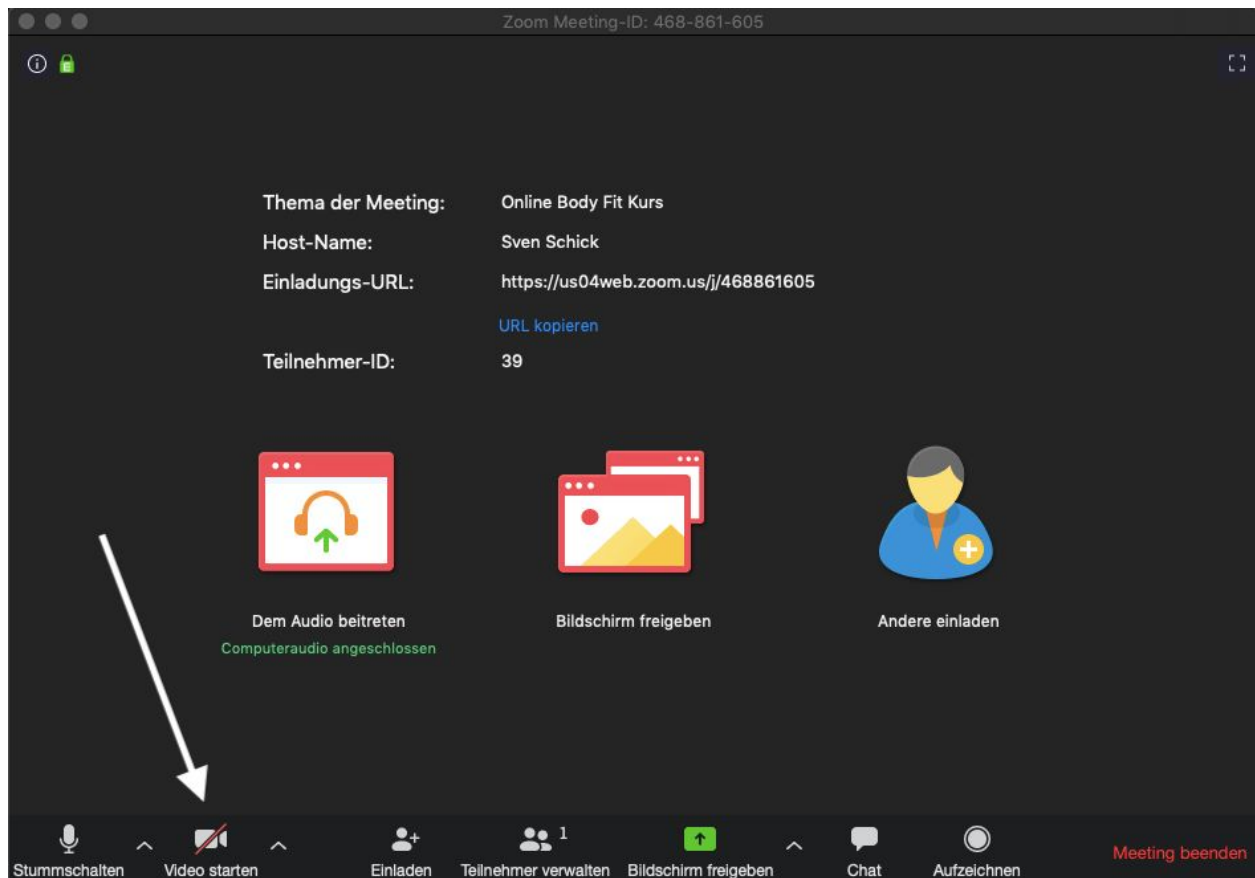 Zoom Meeting-ID: 468-861-605
Thema der Meeting: Online Body Fit Kurs
Host-Name: Sven Schick
Einladungs-URL: https://us04web.zoom.us/j/468861605
URL kopieren
Teilnehmer-ID: 39
Dem Audio beitreten
Computeraudio angeschlossen
Bildschirm freigeben
Andere einladen
Stummschalten
Video starten
Einladen
1
Teilnehmer verwalten
Bildschirm freigeben
Chat
Aufzeichnen
Meeting beenden